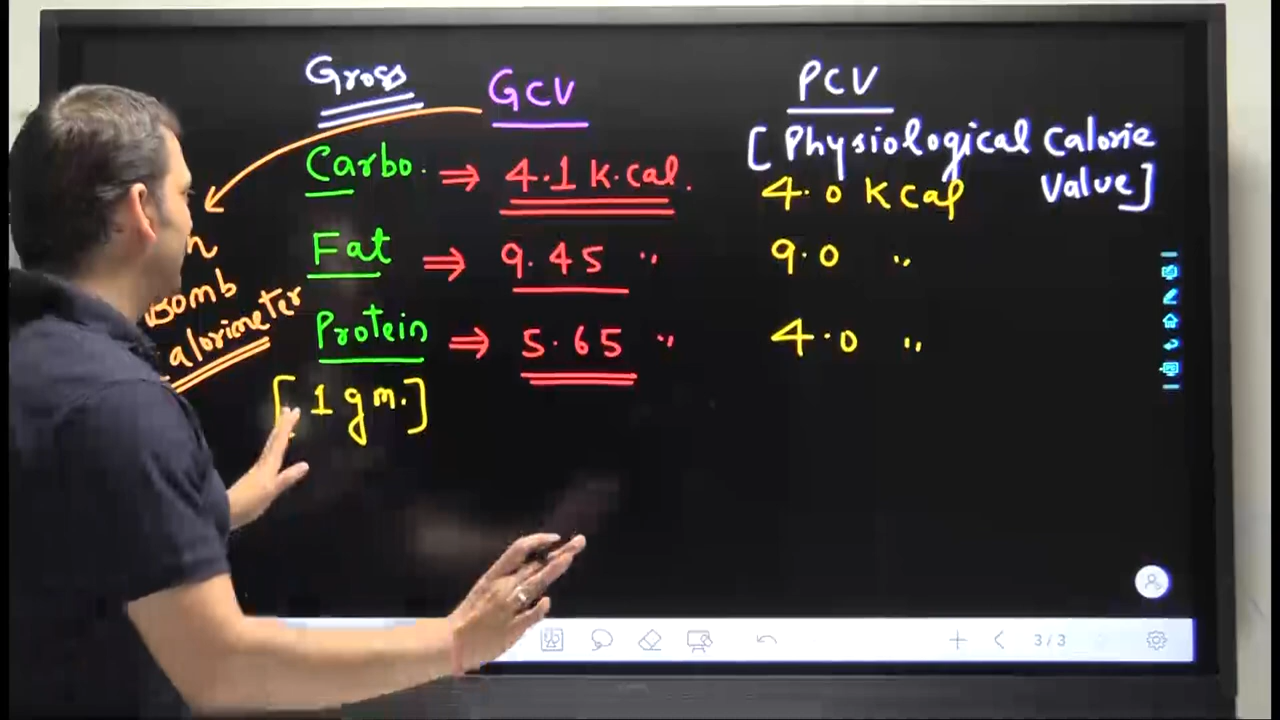 Gross GCV PCV
[Physiological Calorie Value]
Carbo. ⇒ 4.1 K.cal. 4.0 KCal
Fat ⇒ 9.45 " 9.0 "
Bomb
alorimeter
Protein ⇒ 5.65 " 4.0 "
[1 gm.]
3/3